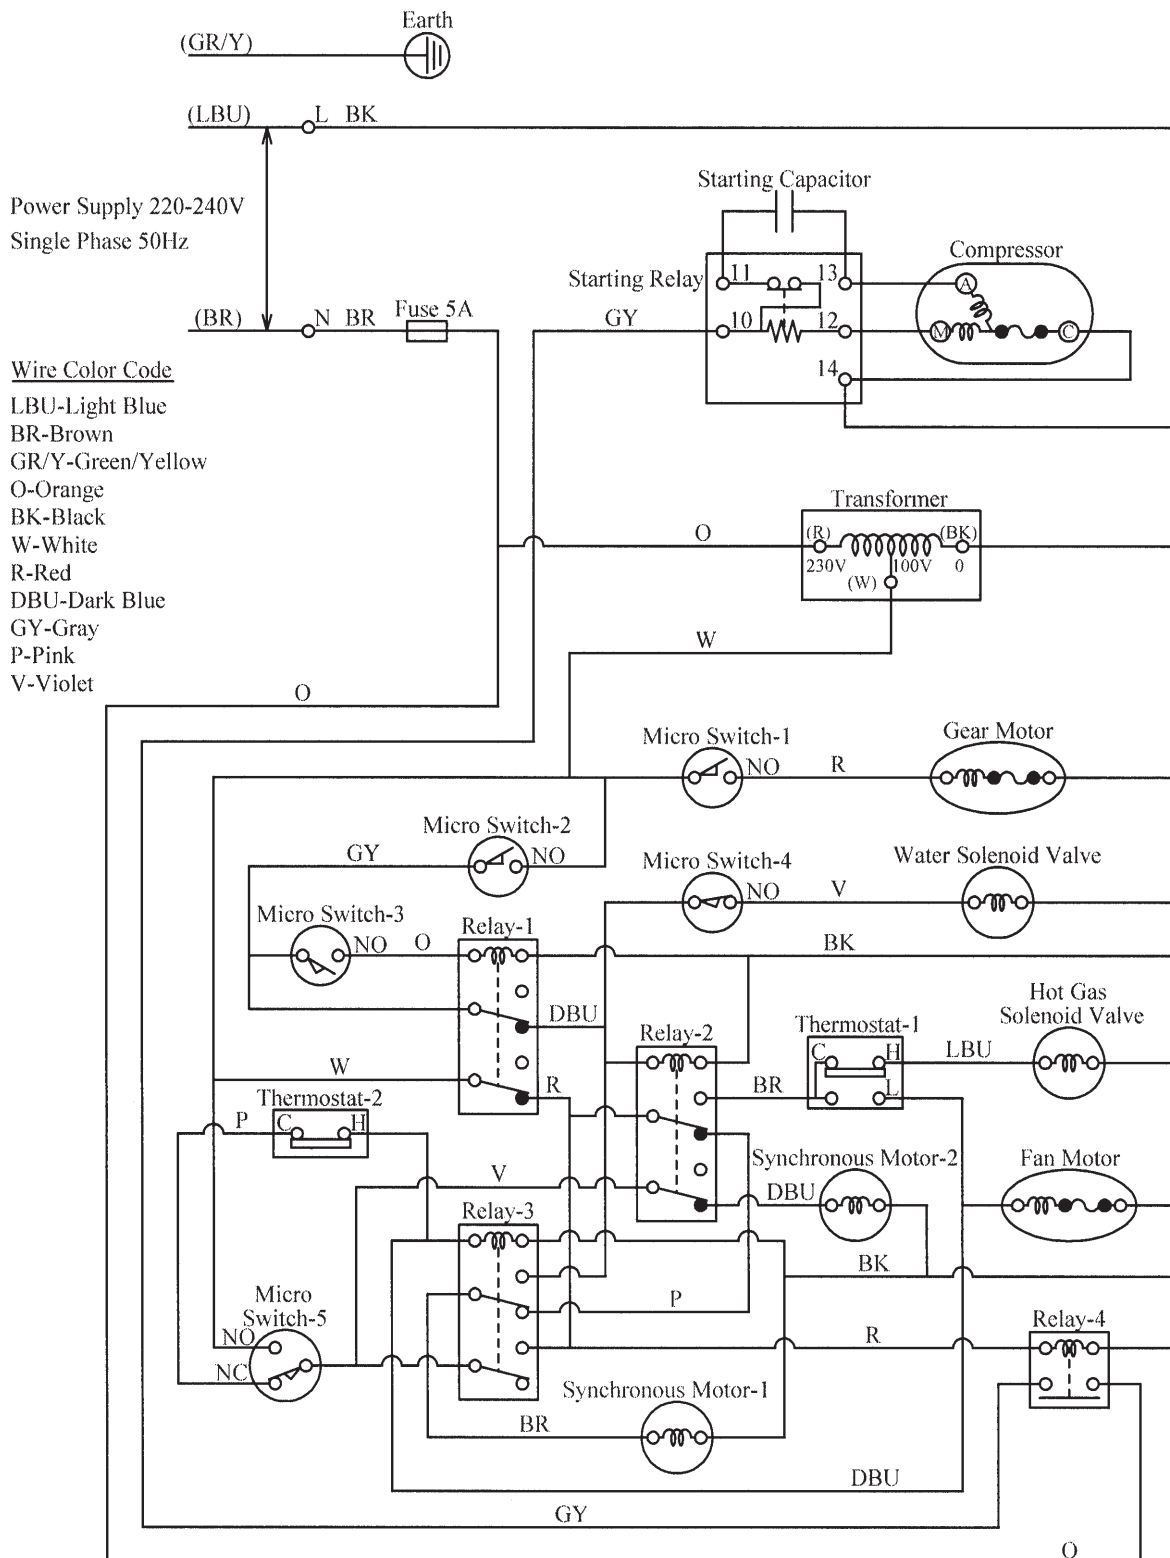 Earth
(GR/Y)
(LBU) L BK
Power Supply 220-240V
Single Phase 50Hz
Starting Capacitor
Compressor
Starting Relay 11 13 A
(BR) N BR Fuse 5A
GY 10 12 M C
14
Wire Color Code
LBU-Light Blue
BR-Brown
GR/Y-Green/Yellow
O-Orange
BK-Black
W-White
R-Red
DBU-Dark Blue
GY-Gray
P-Pink
V-Violet
Transformer
O (R) (BK)
230V 100V 0
(W)
W
O
Micro Switch-1 Gear Motor
NO R
Micro Switch-2
GY NO
Micro Switch-4 Water Solenoid Valve
NO V
Micro Switch-3 Relay-1
NO O BK
Hot Gas
Solenoid Valve
DBU Relay-2 Thermostat-1
C H LBU
W R BR L
Thermostat-2
P C H
V Synchronous Motor-2 Fan Motor
DBU
Relay-3
BK
Micro
Switch-5 P Relay-4
NO R
NC
Synchronous Motor-1
BR
DBU
GY
O